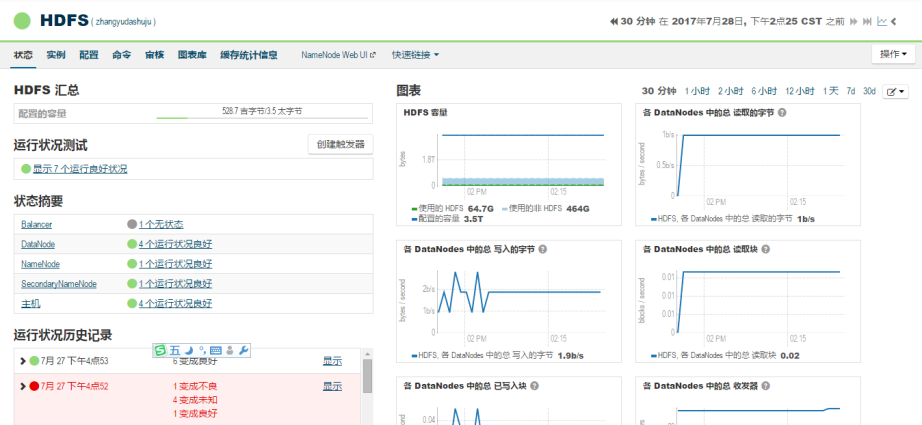 HDFS ( zhangyudashuju )
30 分钟 在 2017年7月28日, 下午2点25 CST 之前
状态 实例 配置 命令 审核 图表库 缓存统计信息 NameNode Web UI 快速链接 操作
HDFS 汇总
配置的容量 528.7 吉字节/3.5 太字节
运行状况测试 创建触发器
显示 7 个运行良好状况
状态摘要
Balancer 1 个无状态
DataNode 4 个运行状况良好
NameNode 1 个运行状况良好
SecondaryNameNode 1 个运行状况良好
主机 4 个运行状况良好
运行状况历史记录
7月 27 下午4点53 6 变成良好 显示
五
7月 27 下午4点52 1 变成不良 显示
4 变成未知
1 变成良好
图表
30 分钟 1 小时 2 小时 6 小时 12 小时 1 天 7d 30d
HDFS 容量
bytes
1.8T
0
02 PM 02:15
使用的 HDFS 64.7G 使用的非 HDFS 464G
配置的容量 3.5T
各 DataNodes 中的总 读取的字节
bytes / second
1b/s
0.5b/s
0
02 PM 02:15
HDFS, 各 DataNodes 中的总 读取的字节 1b/s
各 DataNodes 中的总 写入的字节
bytes / second
2b/s
1b/s
0
02 PM 02:15
HDFS, 各 DataNodes 中的总 写入的字节 1.9b/s
各 DataNodes 中的总 读取块
blocks / second
0.01
0.01
0
02 PM 02:15
HDFS, 各 DataNodes 中的总 读取块 0.02
各 DataNodes 中的总 已写入块
0.04
各 DataNodes 中的总 收发器